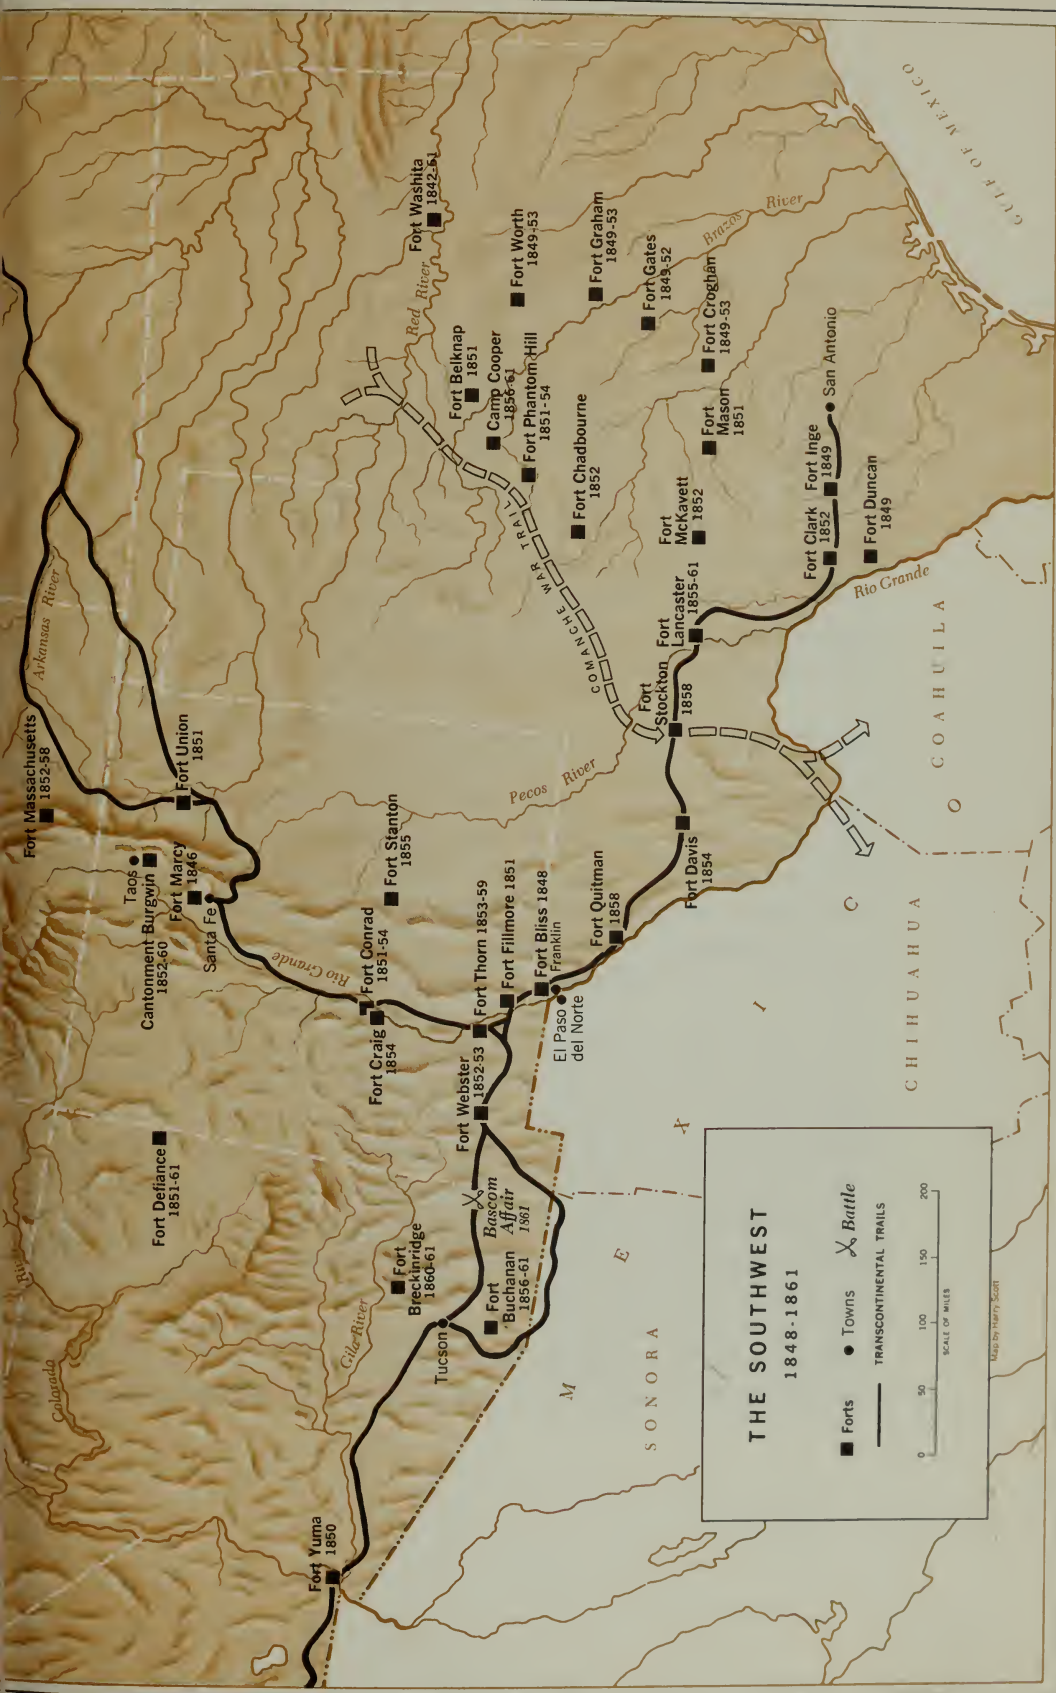 THE SOUTHWEST
1848-1861
Forts
Towns
Battle
TRANSCONTINENTAL TRAILS
0
50
100
150
200
SCALE OF MILES
Map by Harry Scott
Fort Yuma
1850
Colorado
River
Gila River
Tucson
Fort
Breckinridge
1860-61
Fort
Buchanan
1856-61
Bascom
Affair
1861
Fort Defiance
1851-61
Fort Webster
1852-53
Fort Craig
1854
Fort Conrad
1851-54
Fort Thorn 1853-59
Fort Fillmore 1851
Fort Bliss 1848
Franklin
El Paso
del Norte
Rio Grande
Santa Fe
Fort Marcy
1846
Cantonment Burgwin
1852-60
Taos
Fort Massachusetts
1852-58
Fort Union
1851
Fort Stanton
1855
Arkansas River
Pecos River
Fort Quitman
1858
Fort Davis
1854
Fort
Stockton
1858
Fort
Lancaster
1855-61
COMANCHE WAR TRAIL
Fort
McKavett
1852
Fort Chadbourne
1852
Fort Phantom Hill
1851-54
Camp Cooper
1856-61
Fort Belknap
1851
Red River
Fort Washita
1842-61
Fort Worth
1849-53
Fort Graham
1849-53
Fort Gates
1849-52
Fort Croghan
1849-53
Fort
Mason
1851
Brazos River
San Antonio
Fort Inge
1849
Fort Clark
1852
Fort Duncan
1849
Rio Grande
GULF OF MEXICO
MEXICO
SONORA
CHIHUAHUA
COAHUILA